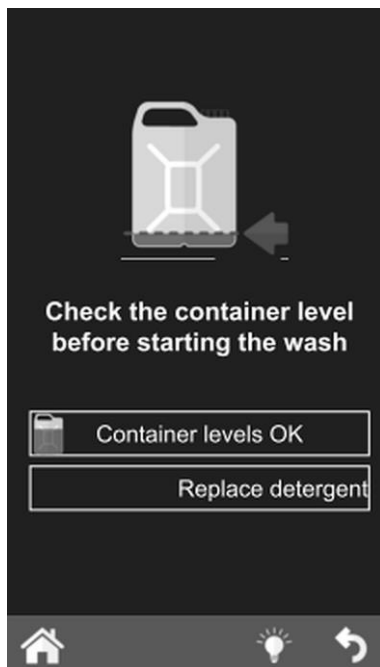 Check the container level
before starting the wash
Container levels OK
Replace detergent